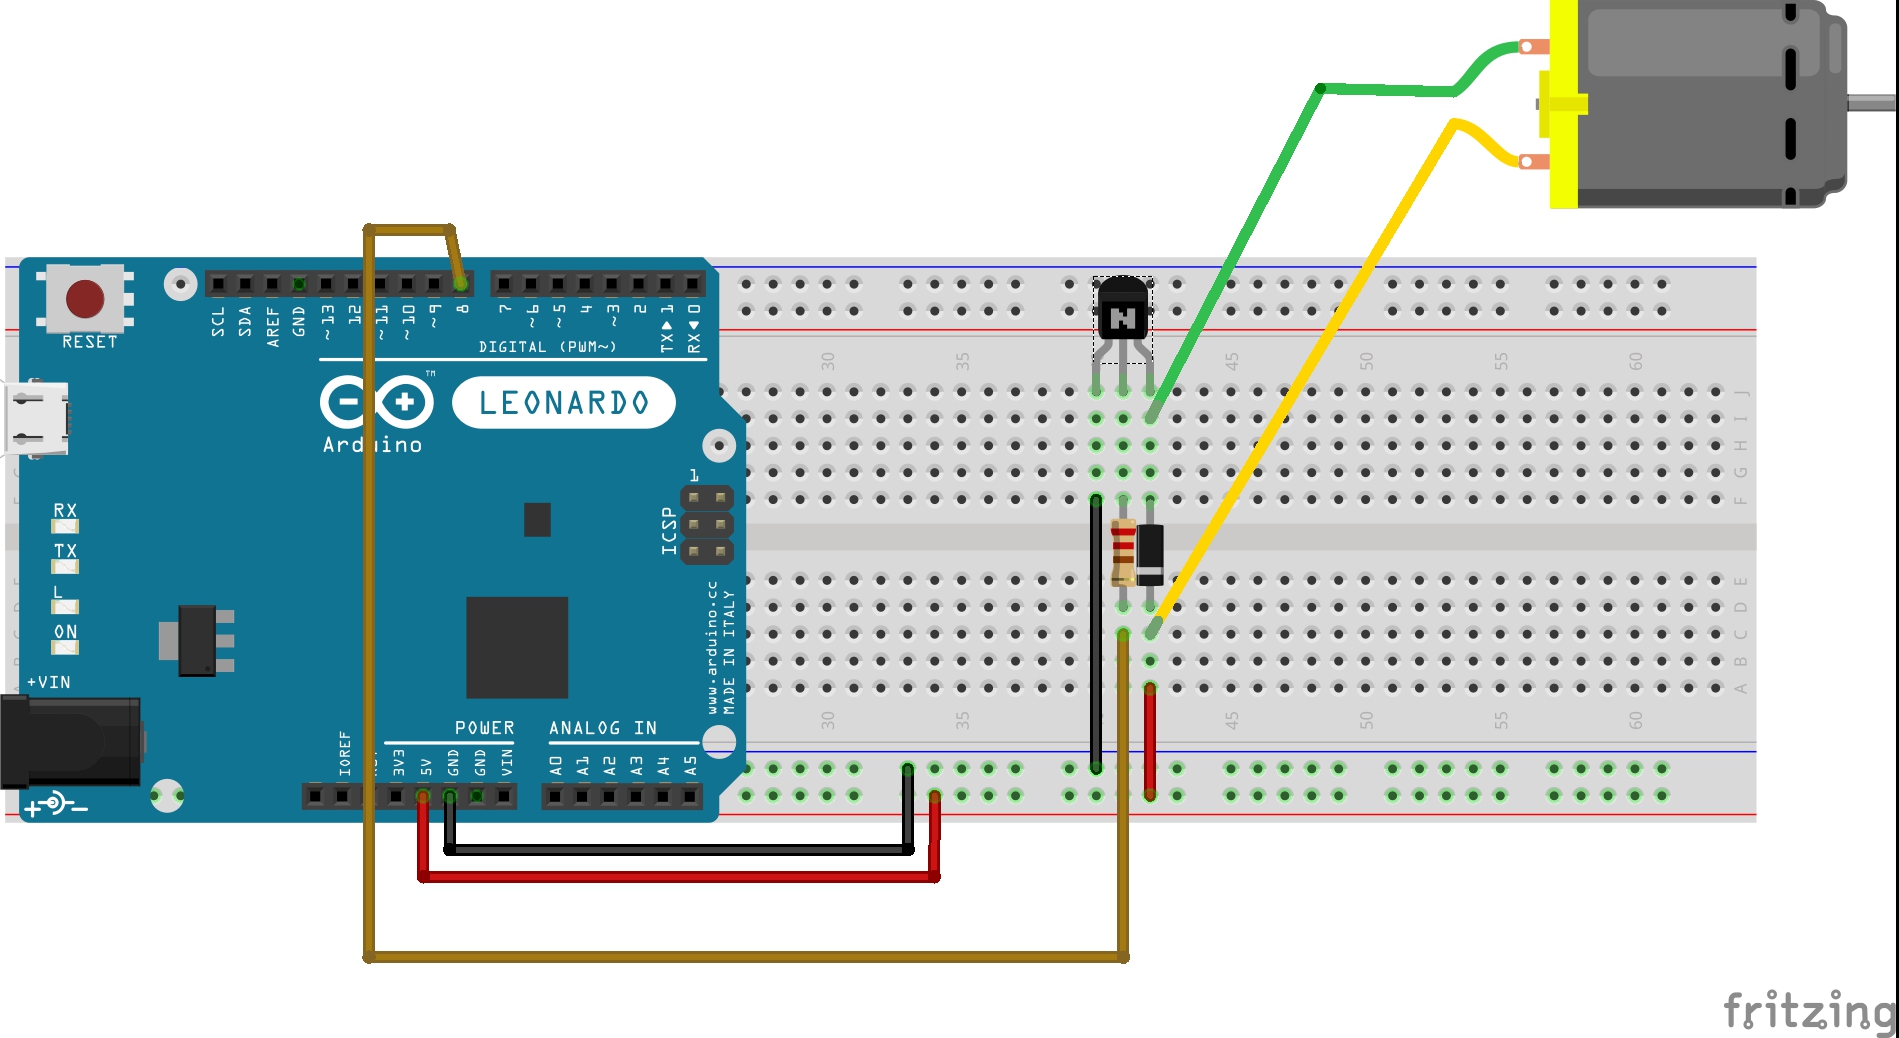 RESET
SCL
SDA
AREF
GND
~13
12
~11
~10
~9
8
7
~6
~5
4
~3
2
TX▶1
RX◀0
DIGITAL (PWM~)
N
TM
LEONARDO
Arduino
1
ICSP
RX
TX
L
ON
+VIN
www.arduino.cc
MADE IN ITALY
POWER
ANALOG IN
IOREF
3V3
5V
GND
GND
VIN
A0
A1
A2
A3
A4
A5
30
35
45
50
55
60
J
I
H
G
F
E
D
C
B
A
30
35
45
50
55
60
fritzing